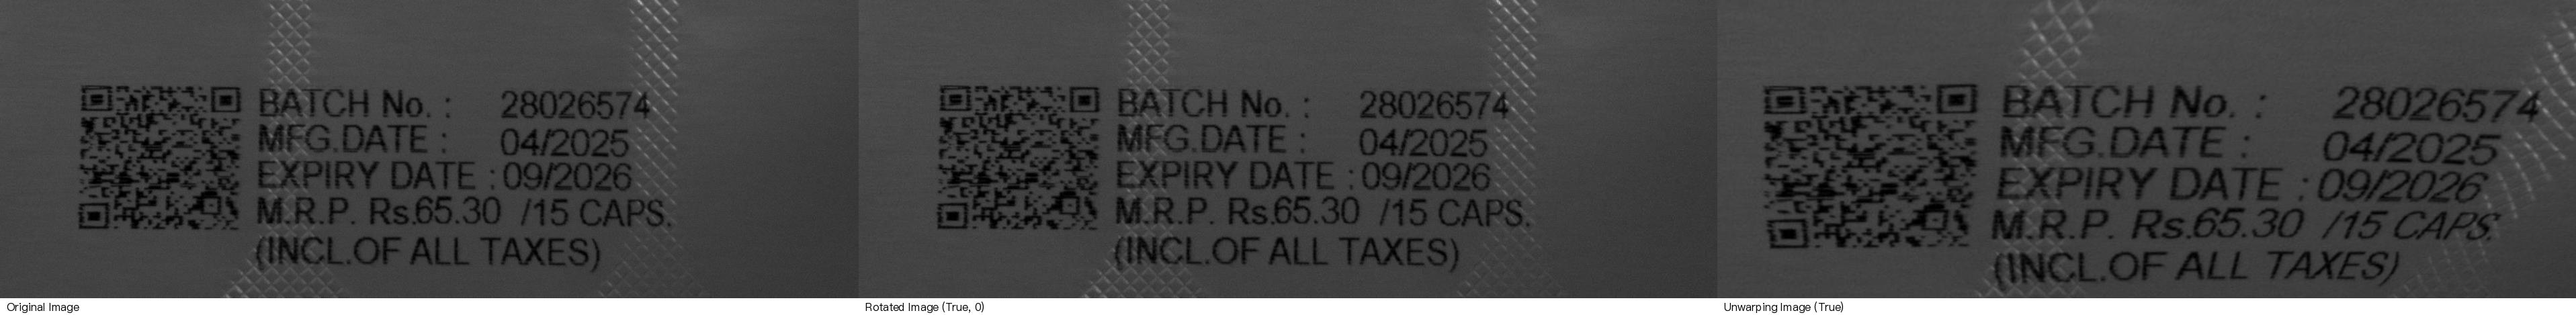 BATCH No. : 28026574
MFG.DATE : 04/2025
EXPIRY DATE : 09/2026
M.R.P. Rs.65.30 /15 CAPS.
(INCL.OF ALL TAXES)
Original Image
BATCH No. : 28026574
MFG.DATE : 04/2025
EXPIRY DATE : 09/2026
M.R.P. Rs.65.30 /15 CAPS.
(INCL.OF ALL TAXES)
Rotated Image (True, 0)
BATCH No. : 28026574
MFG.DATE : 04/2025
EXPIRY DATE : 09/2026
M.R.P. Rs.65.30 /15 CAPS.
(INCL.OF ALL TAXES)
Unwarping Image (True)